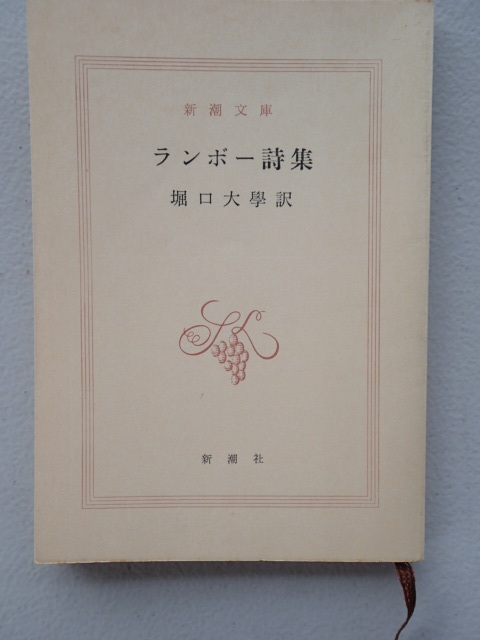 新潮文庫
ランボー詩集
堀口大學訳
新潮社